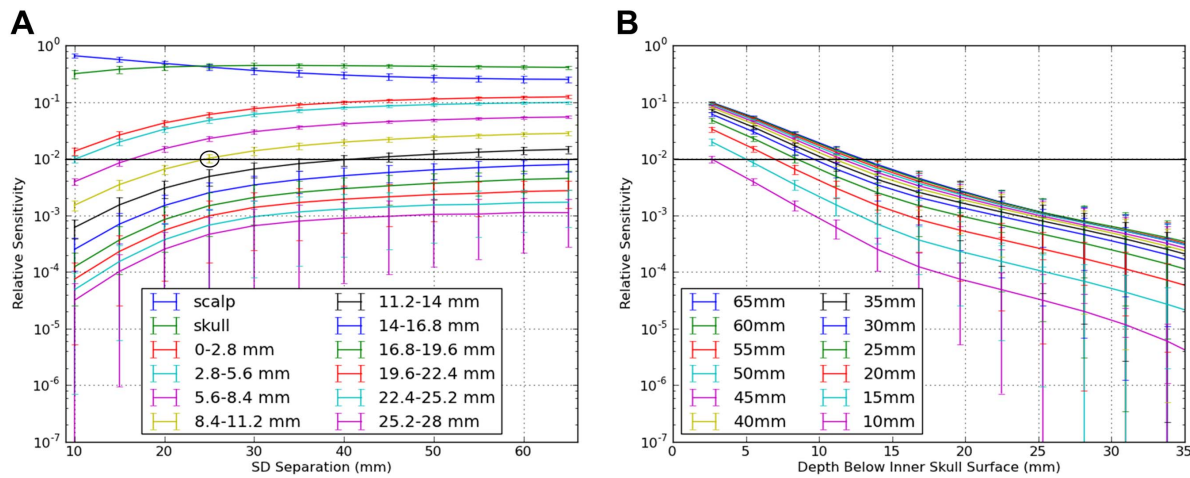 A
B
10^0
10^-1
10^-2
10^-3
10^-4
10^-5
10^-6
10^-7
Relative Sensitivity
10 20 30 40 50 60
SD Separation (mm)
scalp
skull
0-2.8 mm
2.8-5.6 mm
5.6-8.4 mm
8.4-11.2 mm
11.2-14 mm
14-16.8 mm
16.8-19.6 mm
19.6-22.4 mm
22.4-25.2 mm
25.2-28 mm
10^0
10^-1
10^-2
10^-3
10^-4
10^-5
10^-6
10^-7
Relative Sensitivity
0 5 10 15 20 25 30 35
Depth Below Inner Skull Surface (mm)
65mm
60mm
55mm
50mm
45mm
40mm
35mm
30mm
25mm
20mm
15mm
10mm